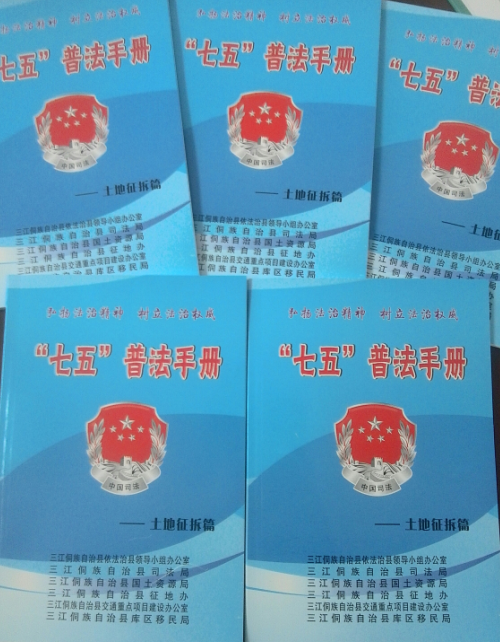 弘扬法治精神 树立法治权威
七五”普法手册
中国司法
——土地征拆篇
三江侗族自治县依法治县领导小组办公室
三江侗族自治县司法局
三江侗族自治县国土资源局
三江侗族自治县征地办
三江侗族自治县交通重点项目建设办公室
三江侗族自治县库区移民局
弘扬法治精神 树立法治权威
“七五”普法手册
中国司法
——土地征拆篇
三江侗族自治县依法治县领导小组办公室
三江侗族自治县司法局
三江侗族自治县国土资源局
三江侗族自治县征地办
三江侗族自治县交通重点项目建设办公室
三江侗族自治县库区移民局
弘扬法治精神 树立
“七五”普法
中国司法
三江侗族自治县
三江侗族自治县
三江侗族自治县
三江侗族自治县
三江侗族自治县
三江侗族自治县
弘扬法治精神 树立法治权威
“七五”普法手册
中国司法
——土地征拆篇
三江侗族自治县依法治县领导小组办公室
三江侗族自治县司法局
三江侗族自治县国土资源局
三江侗族自治县征地办
三江侗族自治县交通重点项目建设办公室
三江侗族自治县库区移民局
弘扬法治精神 树立法治权威
“七五”普法手册
中国司法
——土地征拆篇
三江侗族自治县依法治县领导小组办公室
三江侗族自治县司法局
三江侗族自治县国土资源局
三江侗族自治县征地办
三江侗族自治县交通重点项目建设办公室
三江侗族自治县库区移民局